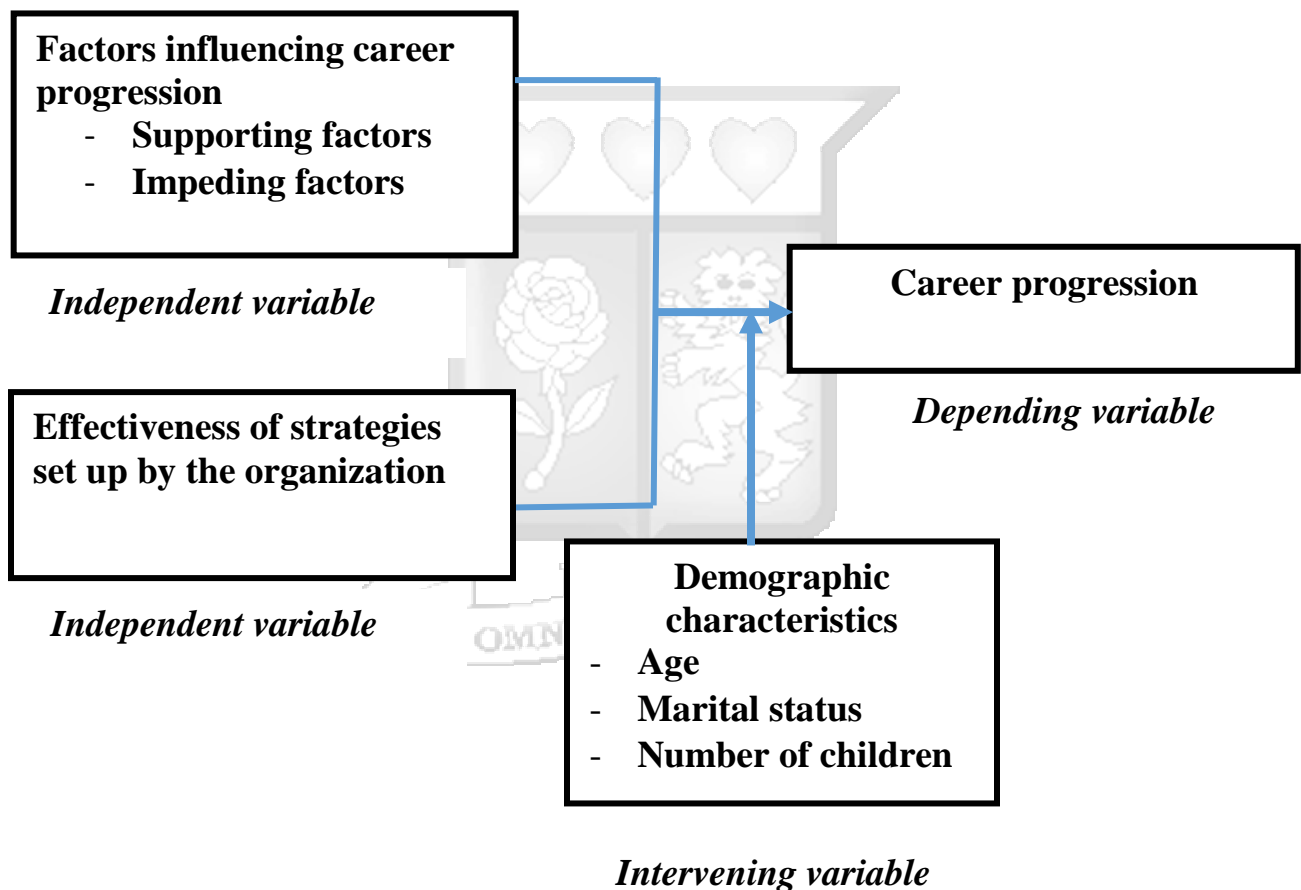 Factors influencing career
progression
- Supporting factors
- Impeding factors
Independent variable
Effectiveness of strategies
set up by the organization
Independent variable
Career progression
Depending variable
Demographic
characteristics
- Age
- Marital status
- Number of children
Intervening variable
OMN